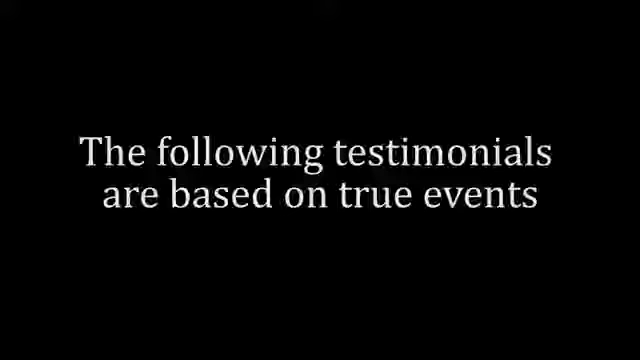 The following testimonials
are based on true events